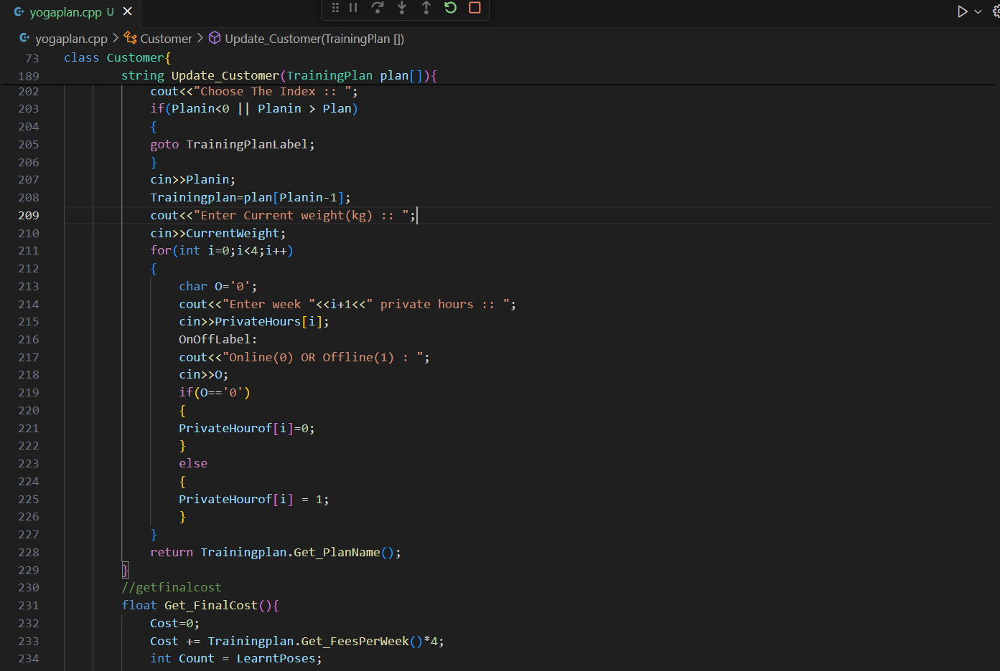 yogaplan.cpp U
yogaplan.cpp > Customer > Update_Customer(TrainingPlan [])
73 class Customer{
189 string Update_Customer(TrainingPlan plan[]){
202 cout<<"Choose The Index :: ";
203 if(Planin<0 || Planin > Plan)
204 {
205 goto TrainingPlanLabel;
206 }
207 cin>>Planin;
208 Trainingplan=plan[Planin-1];
209 cout<<"Enter Current weight(kg) :: ";
210 cin>>CurrentWeight;
211 for(int i=0;i<4;i++)
212 {
213 char O='0';
214 cout<<"Enter week "<<i+1<<" private hours :: ";
215 cin>>PrivateHours[i];
216 OnOffLabel:
217 cout<<"Online(0) OR Offline(1) : ";
218 cin>>O;
219 if(O=='0')
220 {
221 PrivateHourof[i]=0;
222 }
223 else
224 {
225 PrivateHourof[i] = 1;
226 }
227 }
228 return Trainingplan.Get_PlanName();
229 }
230 //getfinalcost
231 float Get_FinalCost(){
232 Cost=0;
233 Cost += Trainingplan.Get_FeesPerWeek()*4;
234 int Count = LearntPoses;